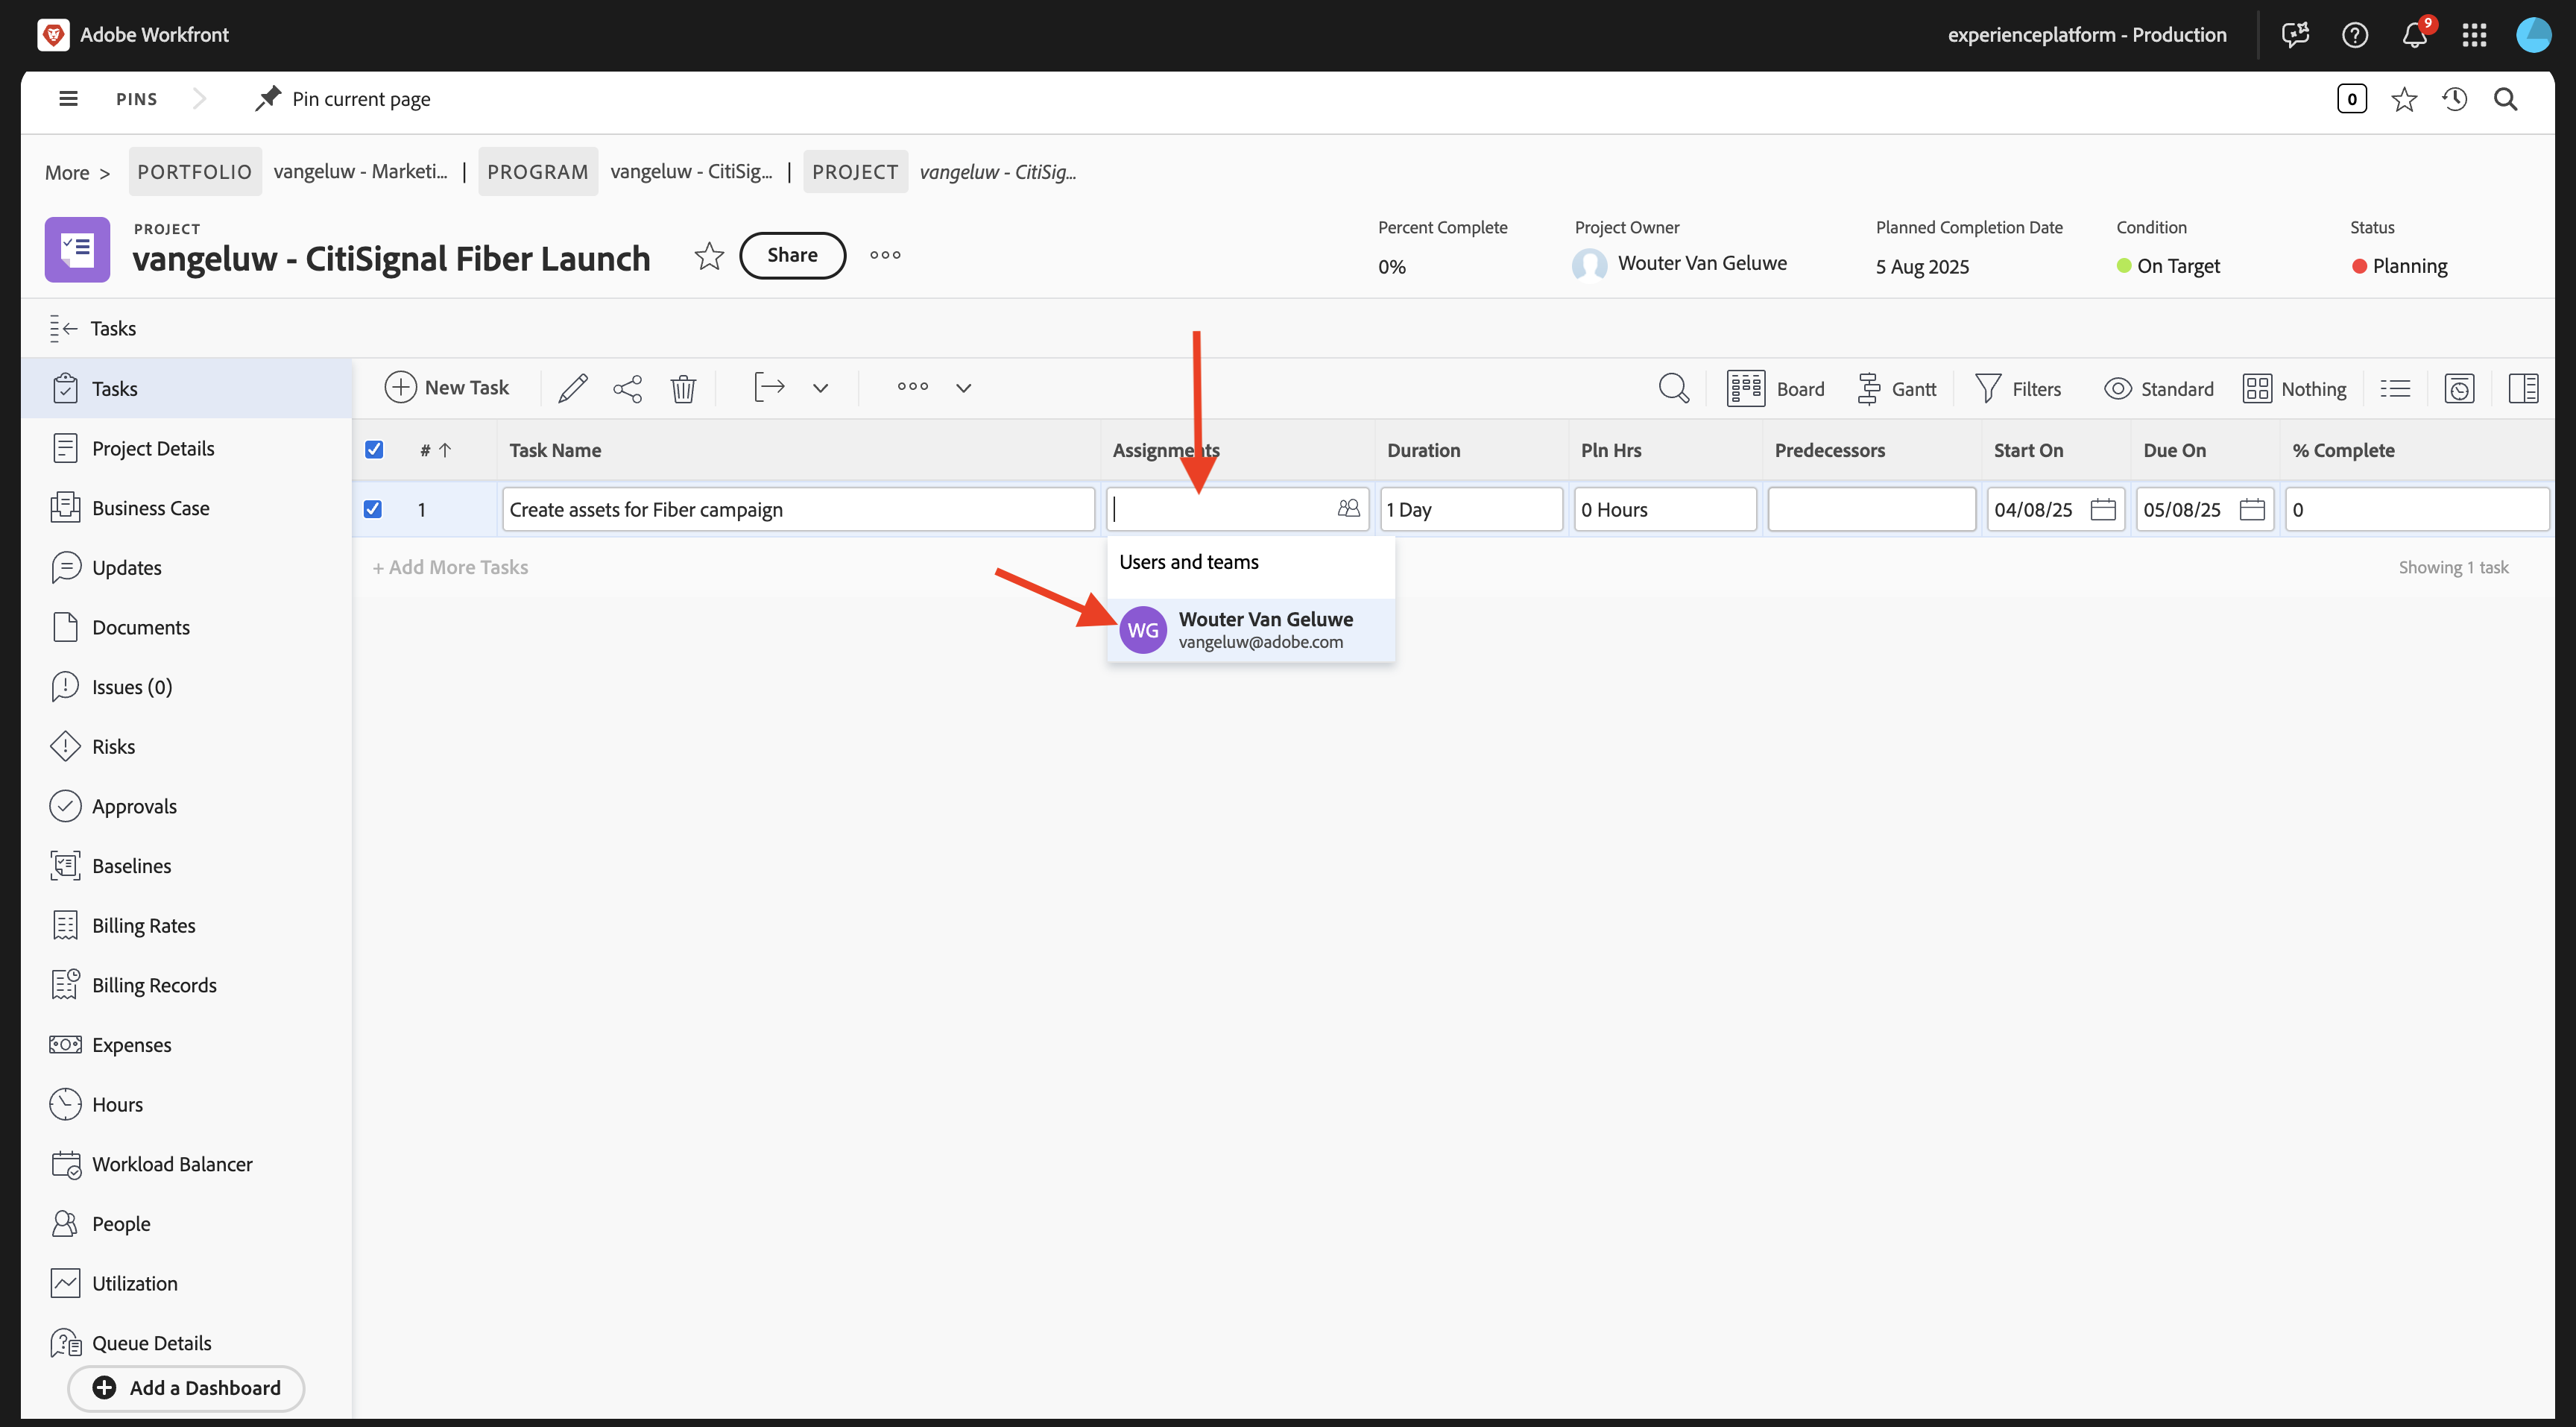 Adobe Workfront
experienceplatform - Production
9
PINS
Pin current page
0
More >
PORTFOLIO
vangeluw - Marketi...
|
PROGRAM
vangeluw - CitiSig...
|
PROJECT
vangeluw - CitiSig...
PROJECT
vangeluw - CitiSignal Fiber Launch
Share
Percent Complete
0%
Project Owner
Wouter Van Geluwe
Planned Completion Date
5 Aug 2025
Condition
On Target
Status
Planning
Tasks
Tasks
Project Details
Business Case
Updates
Documents
Issues (0)
Risks
Approvals
Baselines
Billing Rates
Billing Records
Expenses
Hours
Workload Balancer
People
Utilization
Queue Details
Add a Dashboard
New Task
Board
Gantt
Filters
Standard
Nothing
# ↑
Task Name
Assignments
Duration
Pln Hrs
Predecessors
Start On
Due On
% Complete
1
Create assets for Fiber campaign
1 Day
0 Hours
04/08/25
05/08/25
0
+ Add More Tasks
Showing 1 task
Users and teams
WG
Wouter Van Geluwe
vangeluw@adobe.com